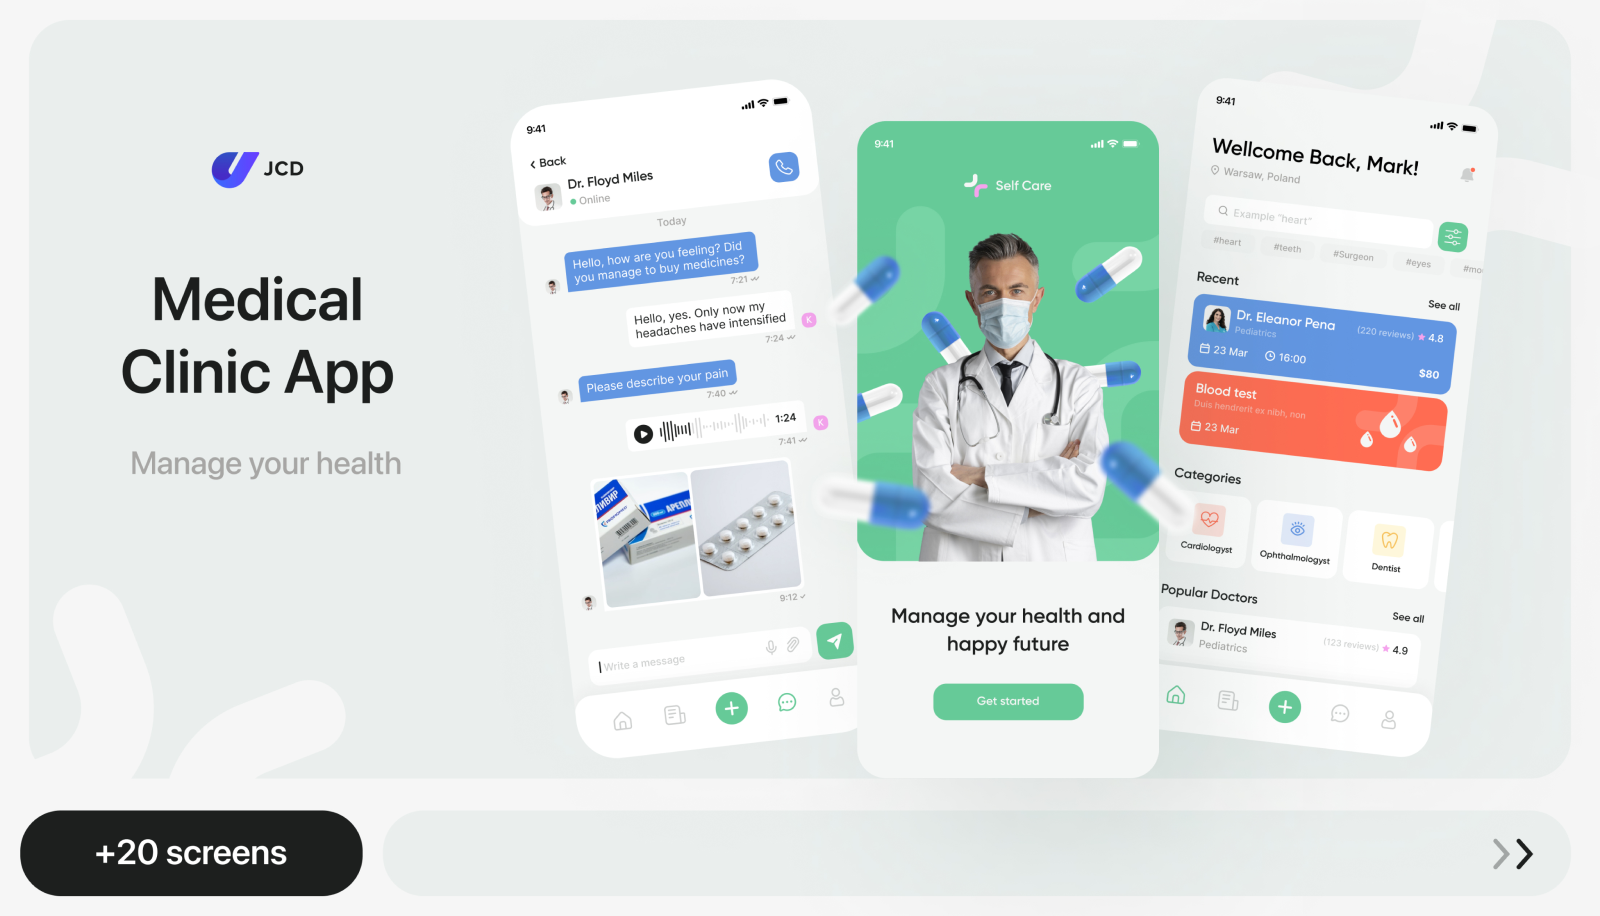 JCD
Medical
Clinic App
Manage your health
9:41
Back
Dr. Floyd Miles
Online
Today
Hello, how are you feeling? Did
you manage to buy medicines?
7:21
Hello, yes. Only now my
headaches have intensified
K
7:24
Please describe your pain
7:40
1:24
K
7:41
ЛИВИР
АРЕПЛ
9:12
Write a message
9:41
Self Care
Manage your health and
happy future
Get started
9:41
Wellcome Back, Mark!
Warsaw, Poland
Example "heart"
#heart #teeth #Surgeon #eyes #mo
Recent
See all
Dr. Eleanor Pena
(220 reviews) 4.8
Pediatrics
23 Mar 16:00
$80
Blood test
Duis hendrerit ex nibh, non
23 Mar
Categories
Cardiologyst
Ophthalmologyst
Dentist
Popular Doctors
See all
Dr. Floyd Miles
(123 reviews) 4.9
Pediatrics
+20 screens